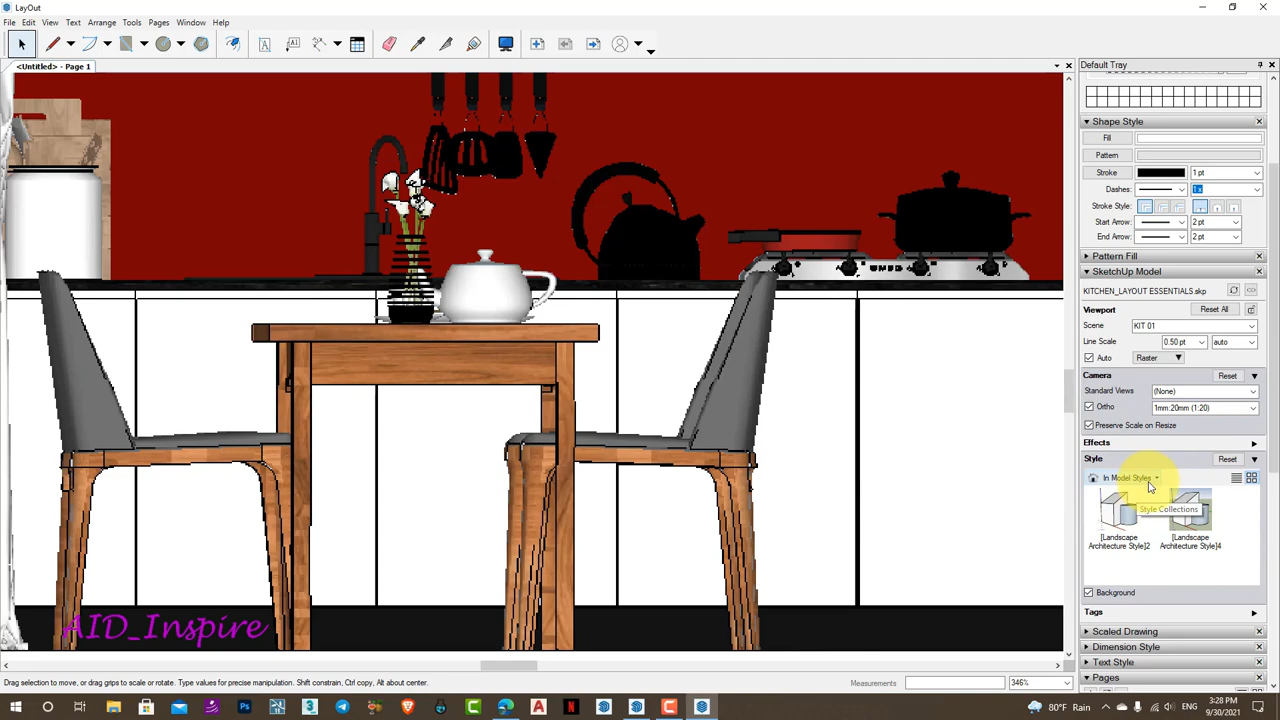 LayOut
File Edit View Text Arrange Tools Pages Window Help
<Untitled> - Page 1
Default Tray
Shape Style
Fill
Pattern
Stroke 1 pt
Dashes: 1x
Stroke Style:
Start Arrow: 2 pt
End Arrow: 2 pt
Pattern Fill
SketchUp Model
KITCHEN_LAYOUT ESSENTIALS.skp
Viewport Reset All
Scene KIT 01
Line Scale 0.50 pt auto
Auto Raster
Camera Reset
Standard Views (None)
Ortho 1mm:20mm (1:20)
Preserve Scale on Resize
Effects
Style Reset
In Model Styles
Style Collections
[Landscape Architecture Style]2
[Landscape Architecture Style]4
Background
Tags
Scaled Drawing
Dimension Style
Text Style
Pages
AID_Inspire
Drag selection to move, or drag grips to scale or rotate. Type values for precise manipulation. Shift constrain, Ctrl copy, Alt about center.
Measurements 346%
80°F Rain
3:28 PM
9/30/2021